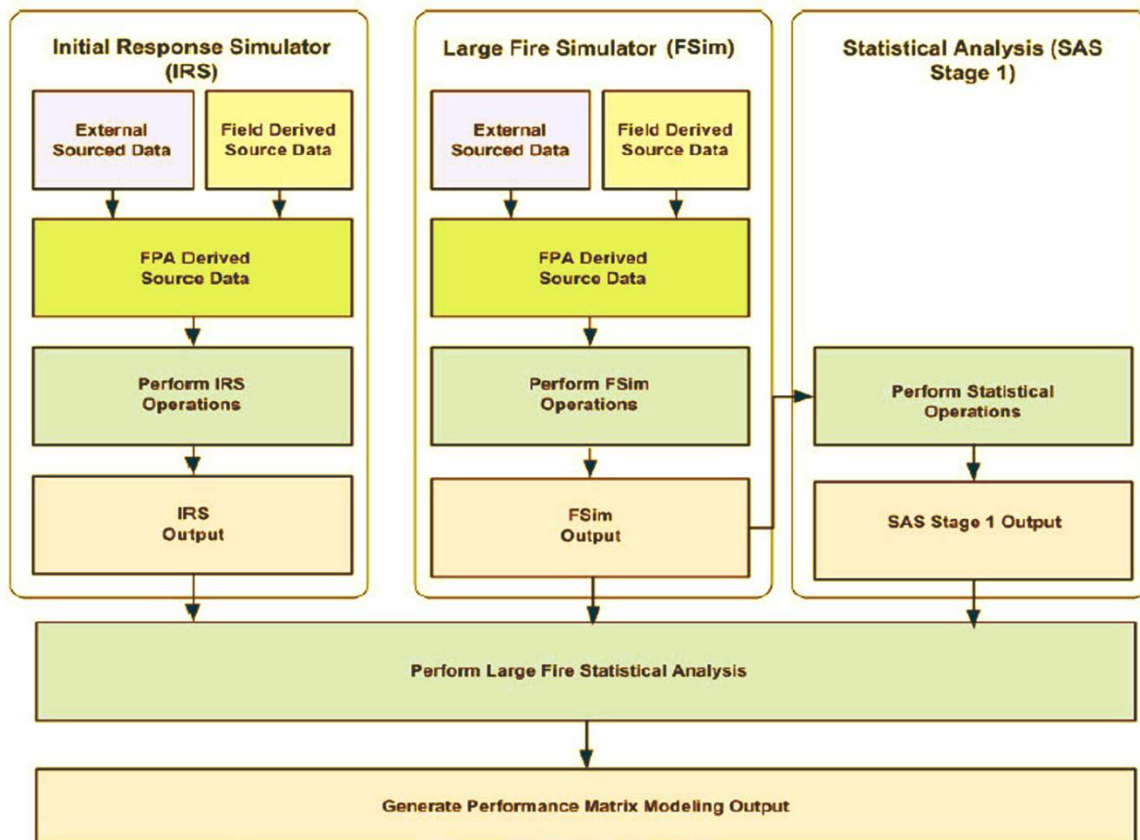 Initial Response Simulator
(IRS)
External
Sourced Data
Field Derived
Source Data
FPA Derived
Source Data
Perform IRS
Operations
IRS
Output
Large Fire Simulator (FSim)
External
Sourced Data
Field Derived
Source Data
FPA Derived
Source Data
Perform FSim
Operations
FSim
Output
Statistical Analysis (SAS
Stage 1)
Perform Statistical
Operations
SAS Stage 1 Output
Perform Large Fire Statistical Analysis
Generate Performance Matrix Modeling Output